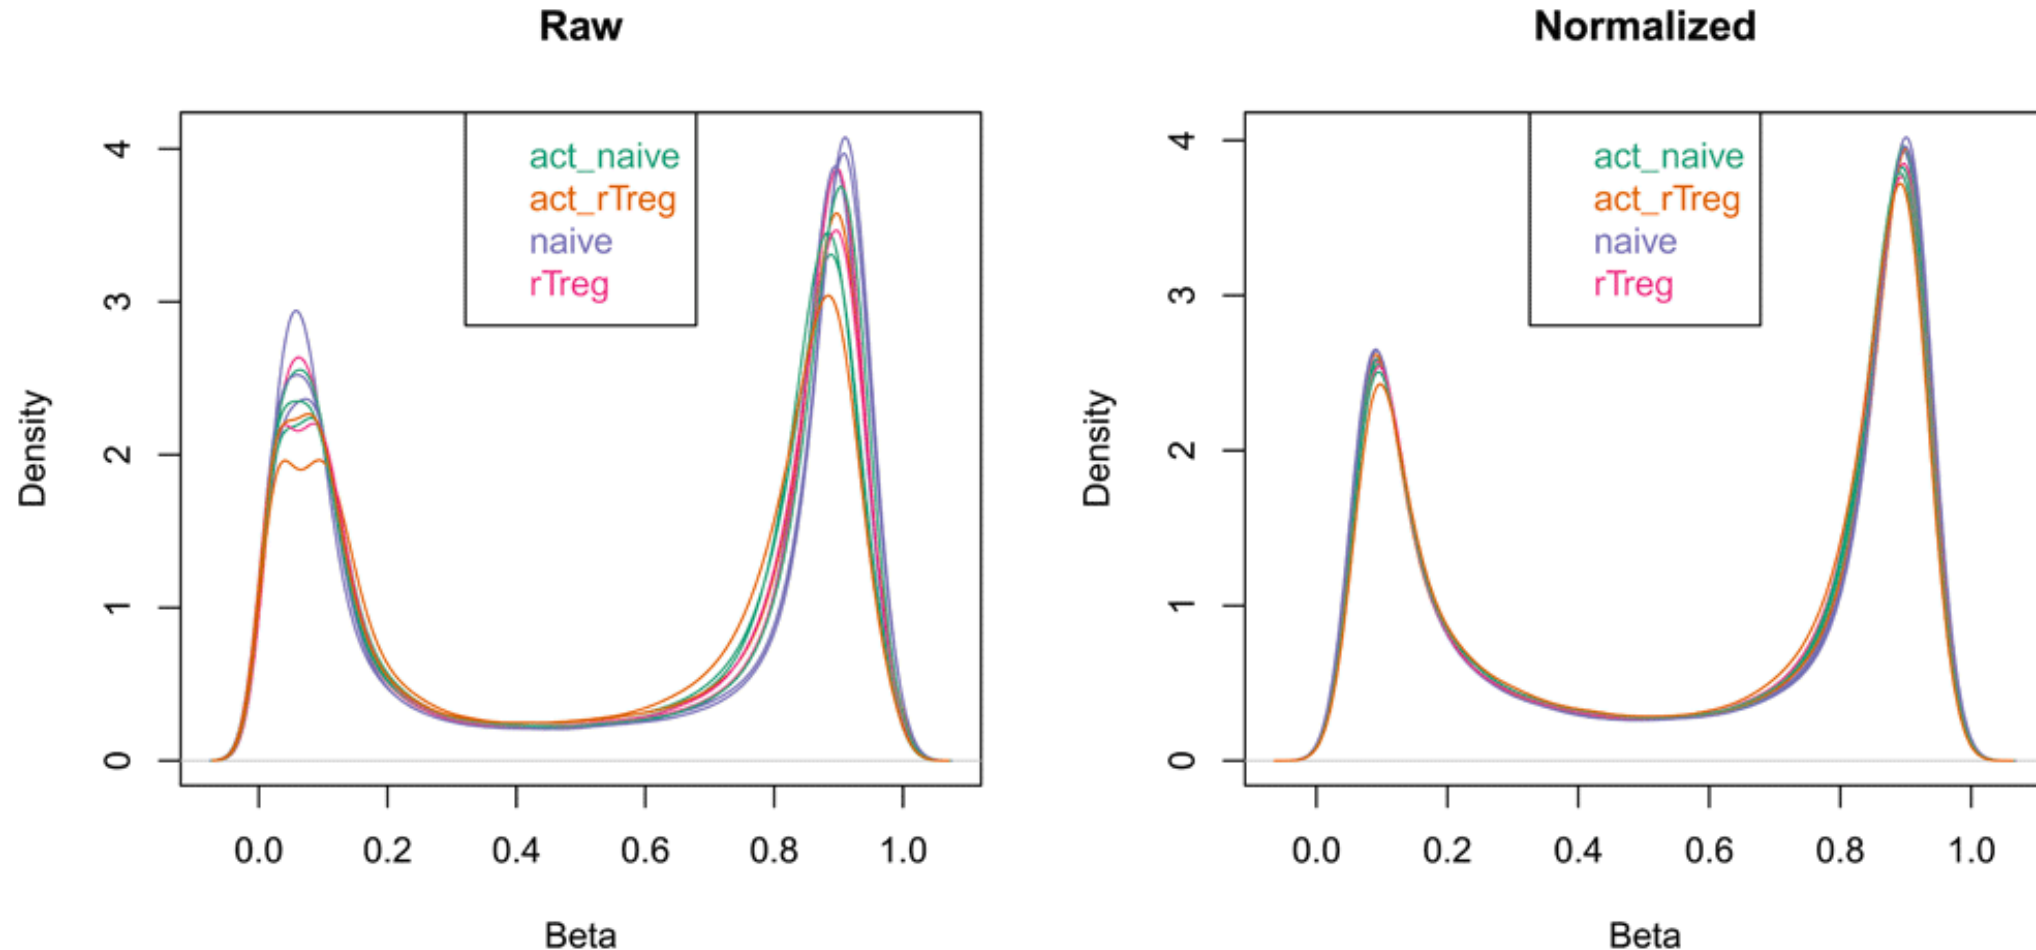 Raw
act_naive
act_rTreg
naive
rTreg
Density
0
1
2
3
4
0.0 0.2 0.4 0.6 0.8 1.0
Beta
Normalized
act_naive
act_rTreg
naive
rTreg
Density
0
1
2
3
4
0.0 0.2 0.4 0.6 0.8 1.0
Beta